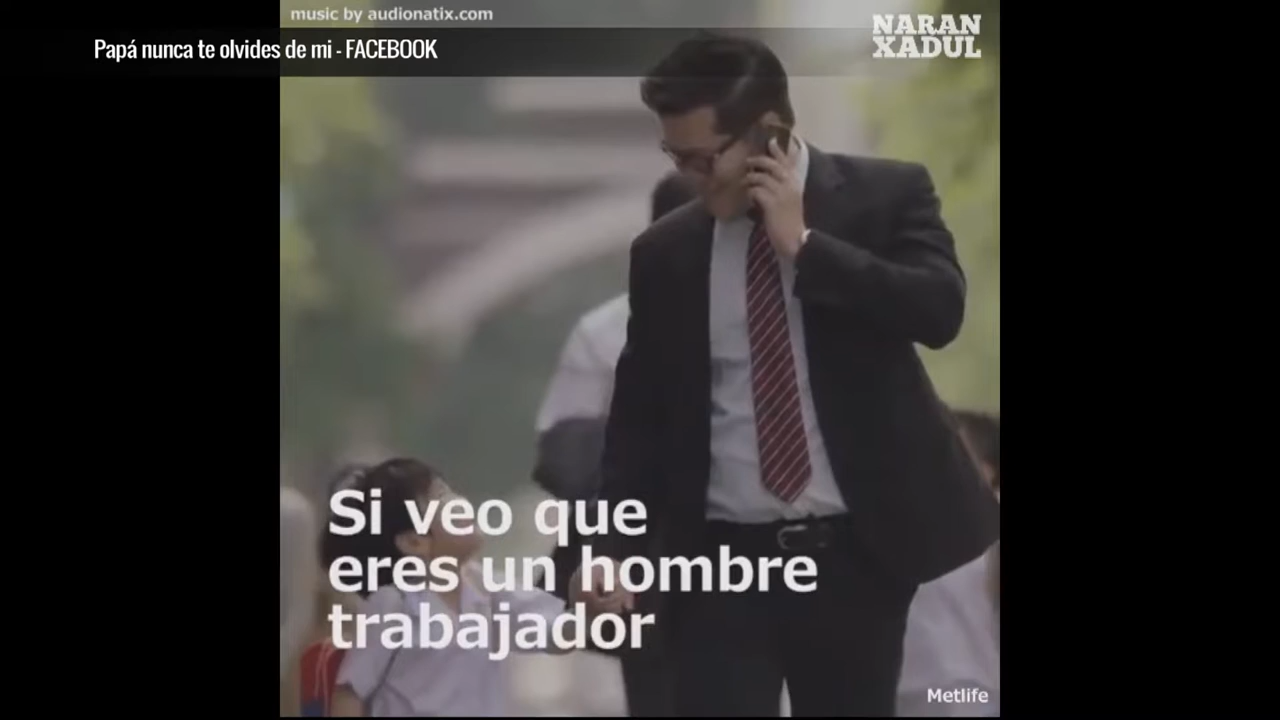 music by audionatix.com
Papá nunca te olvides de mi - FACEBOOK
NARAN
XADUL
Si veo que
eres un hombre
trabajador
Metlife